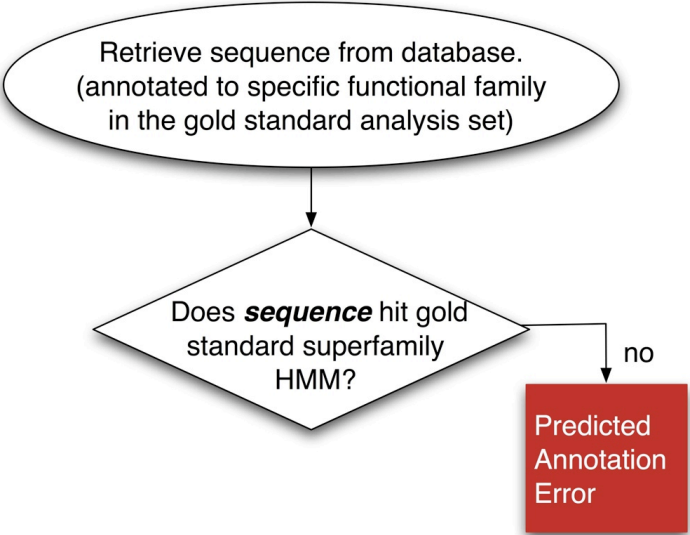 Retrieve sequence from database.
(annotated to specific functional family
in the gold standard analysis set)
Does sequence hit gold
standard superfamily
HMM?
no
Predicted
Annotation
Error